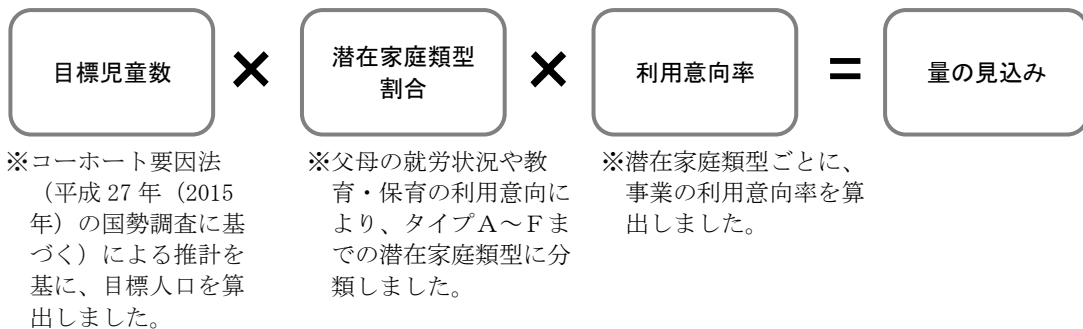 目標児童数
×
潜在家庭類型
割合
×
利用意向率
=
量の見込み
※コーホート要因法
（平成 27 年（2015
年）の国勢調査に基
づく）による推計を
基に、目標人口を算
出しました。
※父母の就労状況や教
育・保育の利用意向に
より、タイプＡ～Ｆま
での潜在家庭類型に分
類しました。
※潜在家庭類型ごとに、
事業の利用意向率を算
出しました。